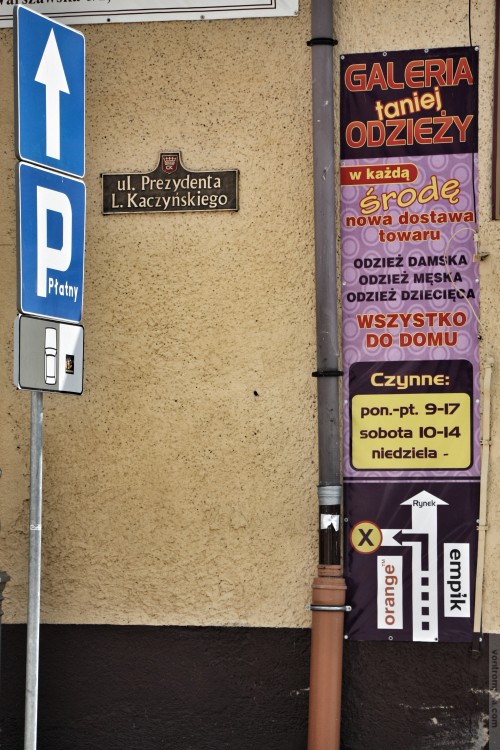 P
Płatny
ul. Prezydenta
L. Kaczyńskiego
GALERIA
taniej
ODZIEŻY
w każdą
środę
nowa dostawa
towaru
ODZIEŻ DAMSKA
ODZIEŻ MĘSKA
ODZIEŻ DZIECIĘCA
WSZYSTKO
DO DOMU
Czynne:
pon.-pt. 9-17
sobota 10-14
niedziela -
Rynek
X
orange™
empik